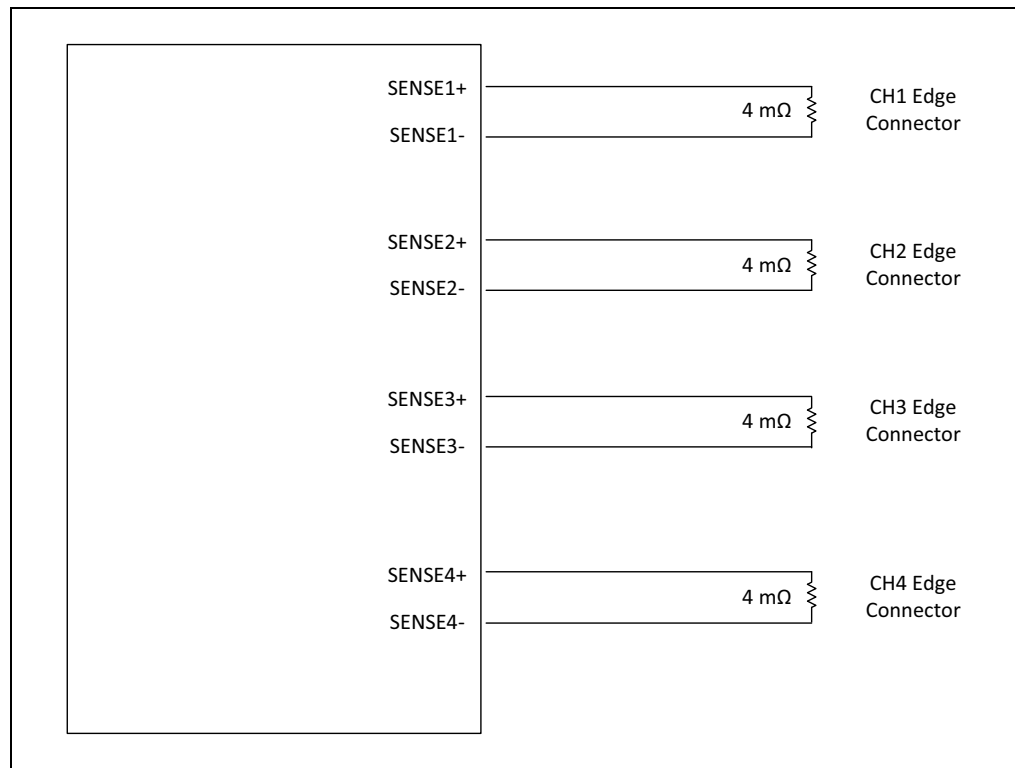 SENSE1+
4 mΩ
CH1 Edge
Connector
SENSE1-
SENSE2+
4 mΩ
CH2 Edge
Connector
SENSE2-
SENSE3+
4 mΩ
CH3 Edge
Connector
SENSE3-
SENSE4+
4 mΩ
CH4 Edge
Connector
SENSE4-